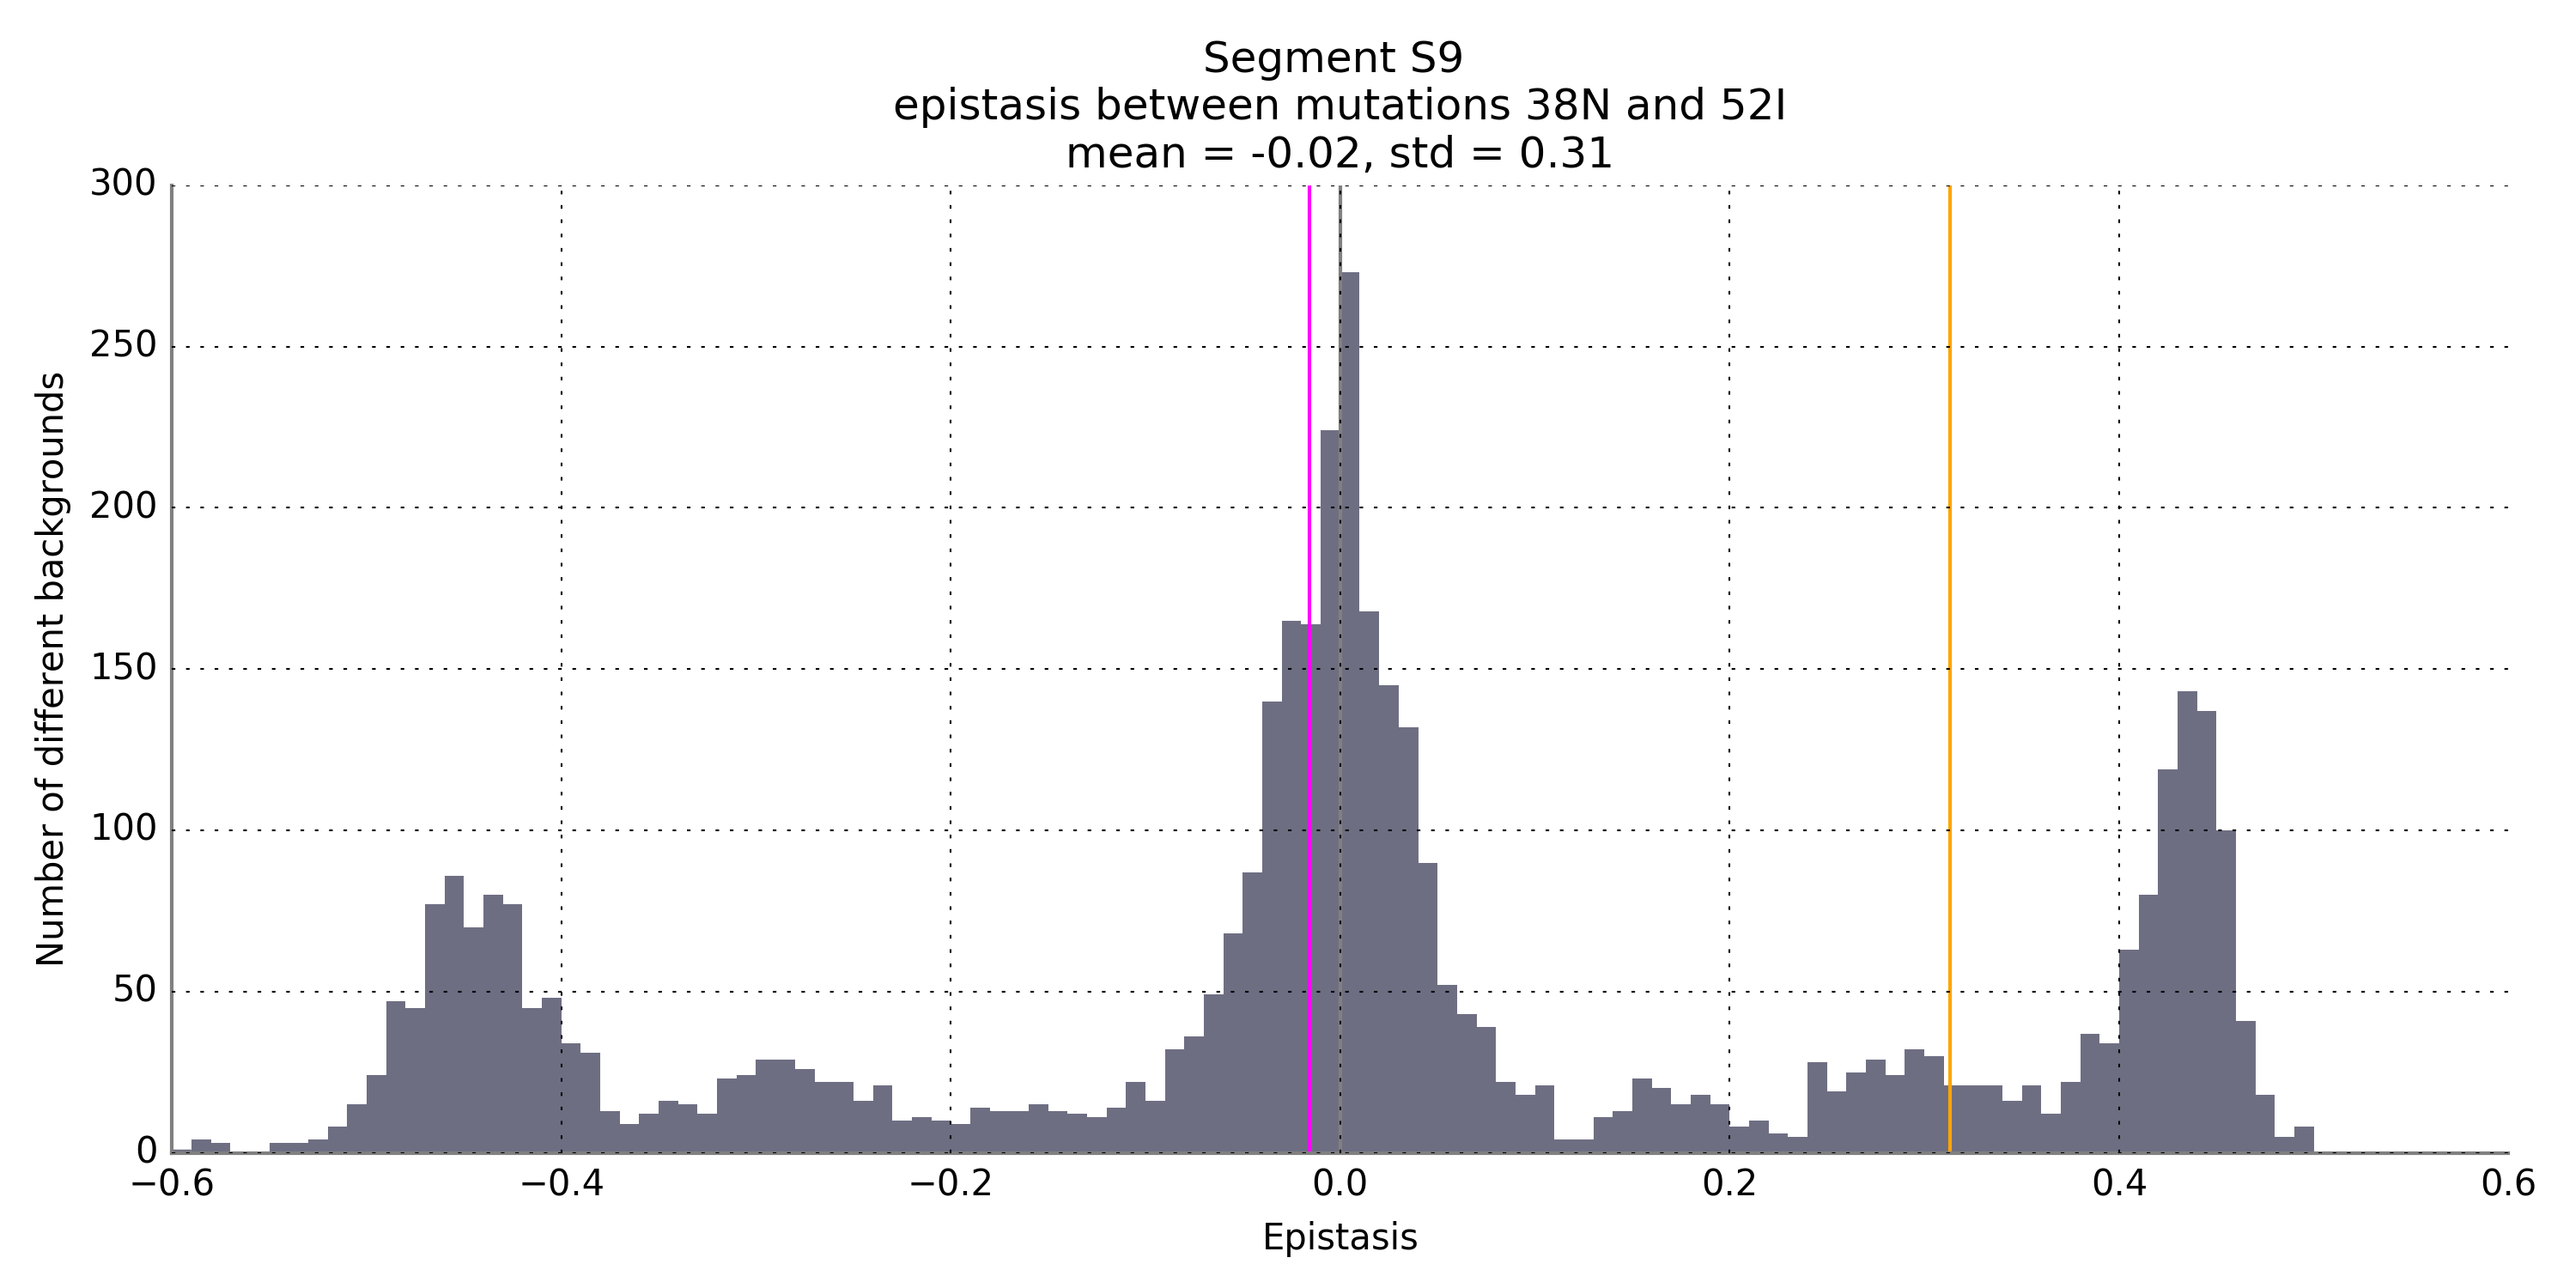 Segment S9
epistasis between mutations 38N and 52I
mean = -0.02, std = 0.31
300
250
200
150
100
50
0
Number of different backgrounds
−0.6 −0.4 −0.2 0.0 0.2 0.4 0.6
Epistasis